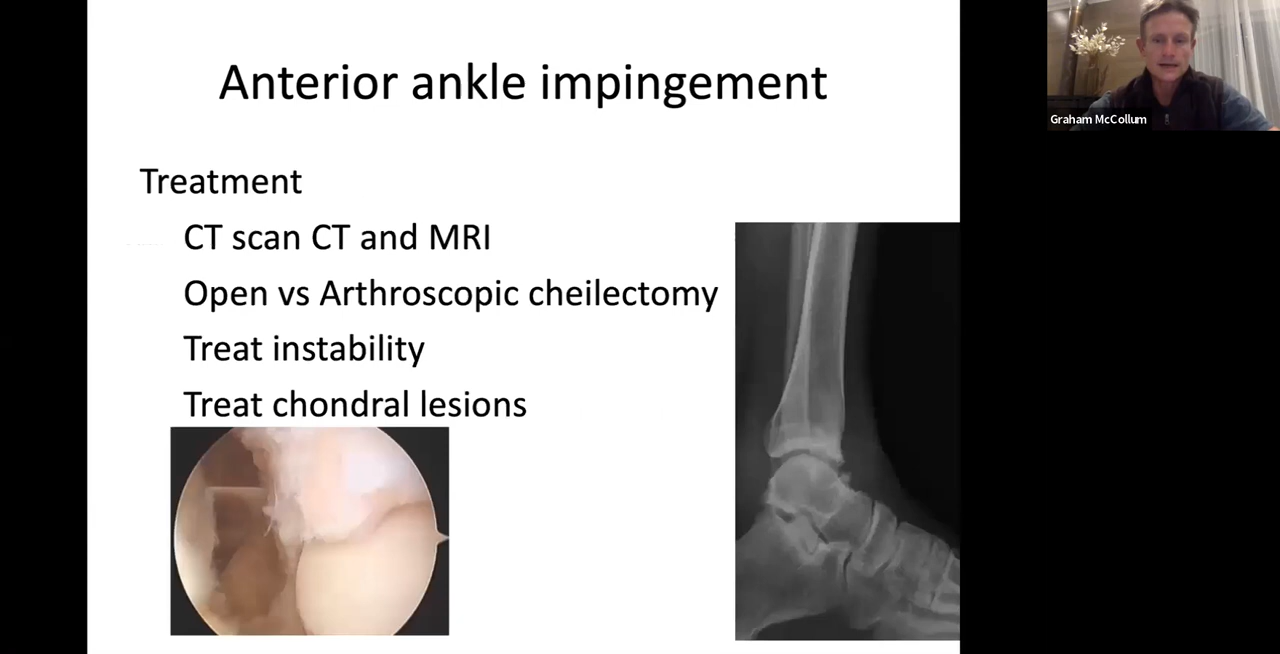 Anterior ankle impingement
Treatment
CT scan CT and MRI
Open vs Arthroscopic cheilectomy
Treat instability
Treat chondral lesions
Graham McCollum